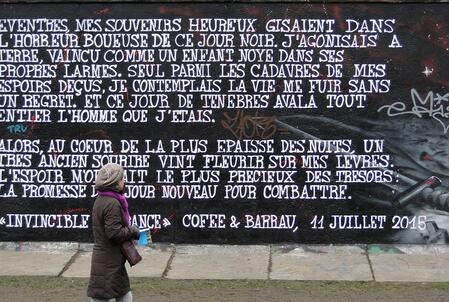 EVENTRES, MES SOUVENIRS HEUREUX GISAIENT DANS
L'HORREUR BOUEUSE DE CE JOUR NOIR. J'AGONISAIS A
TERRE, VAINCU COMME UN ENFANT NOYE DANS SES
PROPRES LARMES. SEUL PARMI LES CADAVRES DE MES
ESPOIRS DEÇUS, JE CONTEMPLAIS LA VIE ME FUIR SANS
UN REGRET. ET CE JOUR DE TENEBRES AVALA TOUT
ENTIER L'HOMME QUE J'ETAIS.
TRU
ALORS, AU COEUR DE LA PLUS EPAISSE DES NUITS, UN
TRES ANCIEN SOURIRE VINT FLEURIR SUR MES LEVRES.
L'ESPOIR LE PLUS PRECIEUX DES TRESORS:
LA PROMESSE JOUR NOUVEAU POUR COMBATTRE.
«INVINCIBLE COFEE & BARBAU, 11 JUILLET 2015